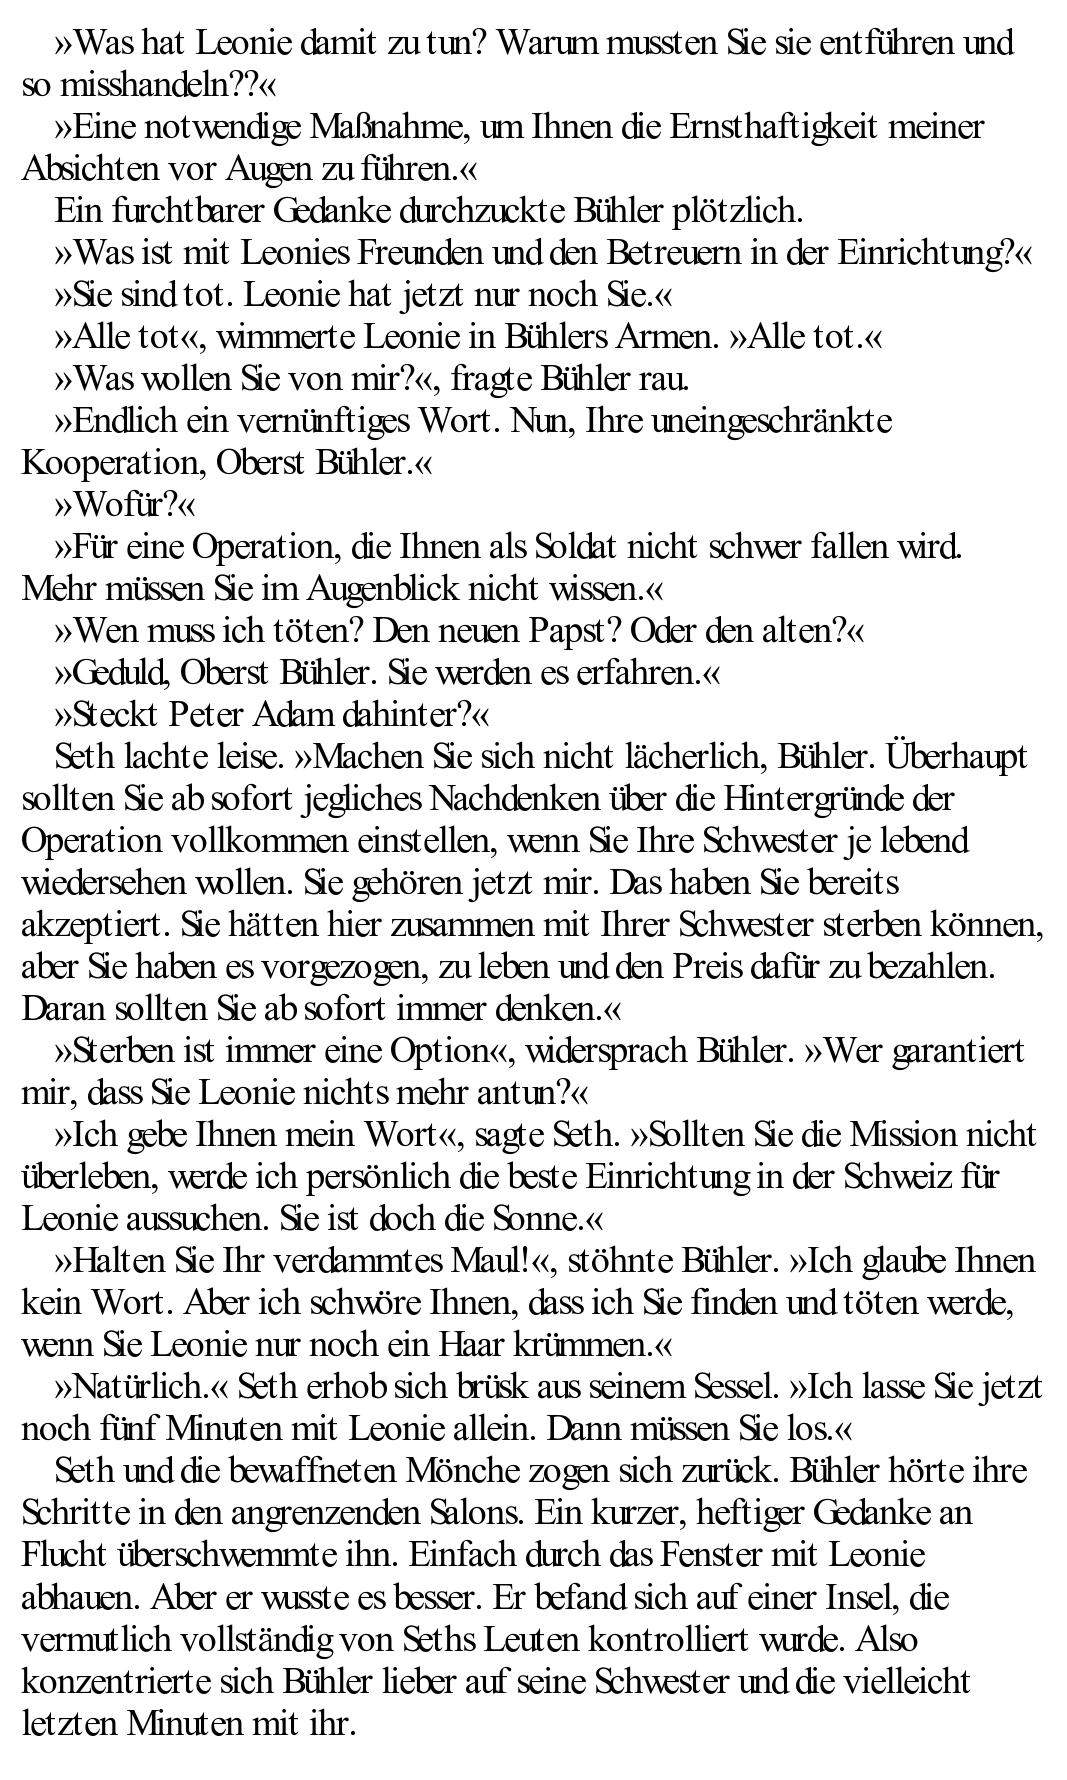 »Was hat Leonie damit zu tun? Warum mussten Sie sie entführen und
so misshandeln??«
»Eine notwendige Maßnahme, um Ihnen die Ernsthaftigkeit meiner
Absichten vor Augen zu führen.«
Ein furchtbarer Gedanke durchzuckte Bühler plötzlich.
»Was ist mit Leonies Freunden und den Betreuern in der Einrichtung?«
»Sie sind tot. Leonie hat jetzt nur noch Sie.«
»Alle tot«, wimmerte Leonie in Bühlers Armen. »Alle tot.«
»Was wollen Sie von mir?«, fragte Bühler rau.
»Endlich ein vernünftiges Wort. Nun, Ihre uneingeschränkte
Kooperation, Oberst Bühler.«
»Wofür?«
»Für eine Operation, die Ihnen als Soldat nicht schwer fallen wird.
Mehr müssen Sie im Augenblick nicht wissen.«
»Wen muss ich töten? Den neuen Papst? Oder den alten?«
»Geduld, Oberst Bühler. Sie werden es erfahren.«
»Steckt Peter Adam dahinter?«
Seth lachte leise. »Machen Sie sich nicht lächerlich, Bühler. Überhaupt
sollten Sie ab sofort jegliches Nachdenken über die Hintergründe der
Operation vollkommen einstellen, wenn Sie Ihre Schwester je lebend
wiedersehen wollen. Sie gehören jetzt mir. Das haben Sie bereits
akzeptiert. Sie hätten hier zusammen mit Ihrer Schwester sterben können,
aber Sie haben es vorgezogen, zu leben und den Preis dafür zu bezahlen.
Daran sollten Sie ab sofort immer denken.«
»Sterben ist immer eine Option«, widersprach Bühler. »Wer garantiert
mir, dass Sie Leonie nichts mehr antun?«
»Ich gebe Ihnen mein Wort«, sagte Seth. »Sollten Sie die Mission nicht
überleben, werde ich persönlich die beste Einrichtung in der Schweiz für
Leonie aussuchen. Sie ist doch die Sonne.«
»Halten Sie Ihr verdammtes Maul!«, stöhnte Bühler. »Ich glaube Ihnen
kein Wort. Aber ich schwöre Ihnen, dass ich Sie finden und töten werde,
wenn Sie Leonie nur noch ein Haar krümmen.«
»Natürlich.« Seth erhob sich brüsk aus seinem Sessel. »Ich lasse Sie jetzt
noch fünf Minuten mit Leonie allein. Dann müssen Sie los.«
Seth und die bewaffneten Mönche zogen sich zurück. Bühler hörte ihre
Schritte in den angrenzenden Salons. Ein kurzer, heftiger Gedanke an
Flucht überschwemmte ihn. Einfach durch das Fenster mit Leonie
abhauen. Aber er wusste es besser. Er befand sich auf einer Insel, die
vermutlich vollständig von Seths Leuten kontrolliert wurde. Also
konzentrierte sich Bühler lieber auf seine Schwester und die vielleicht
letzten Minuten mit ihr.